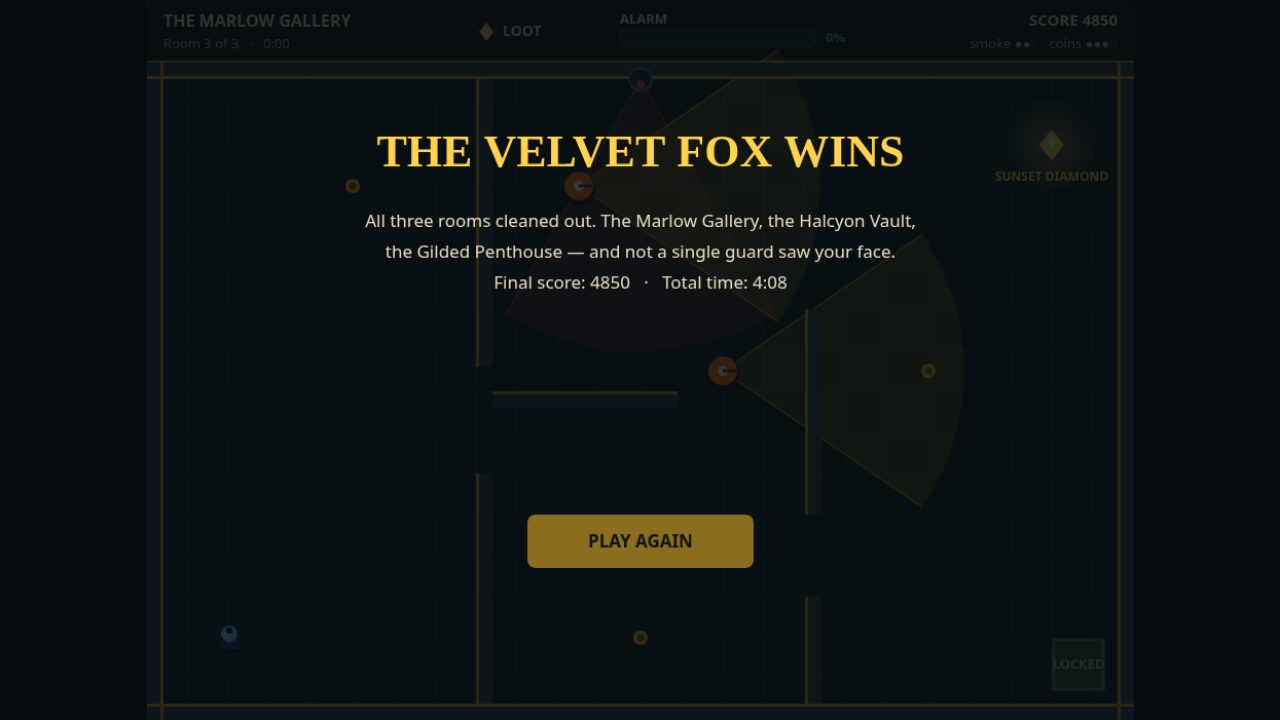 THE MARLOW GALLERY
Room 3 of 3 · 0:00
LOOT
ALARM
0%
SCORE 4850
smoke coins
THE VELVET FOX WINS
SUNSET DIAMOND
All three rooms cleaned out. The Marlow Gallery, the Halcyon Vault,
the Gilded Penthouse — and not a single guard saw your face.
Final score: 4850 · Total time: 4:08
PLAY AGAIN
LOCKED